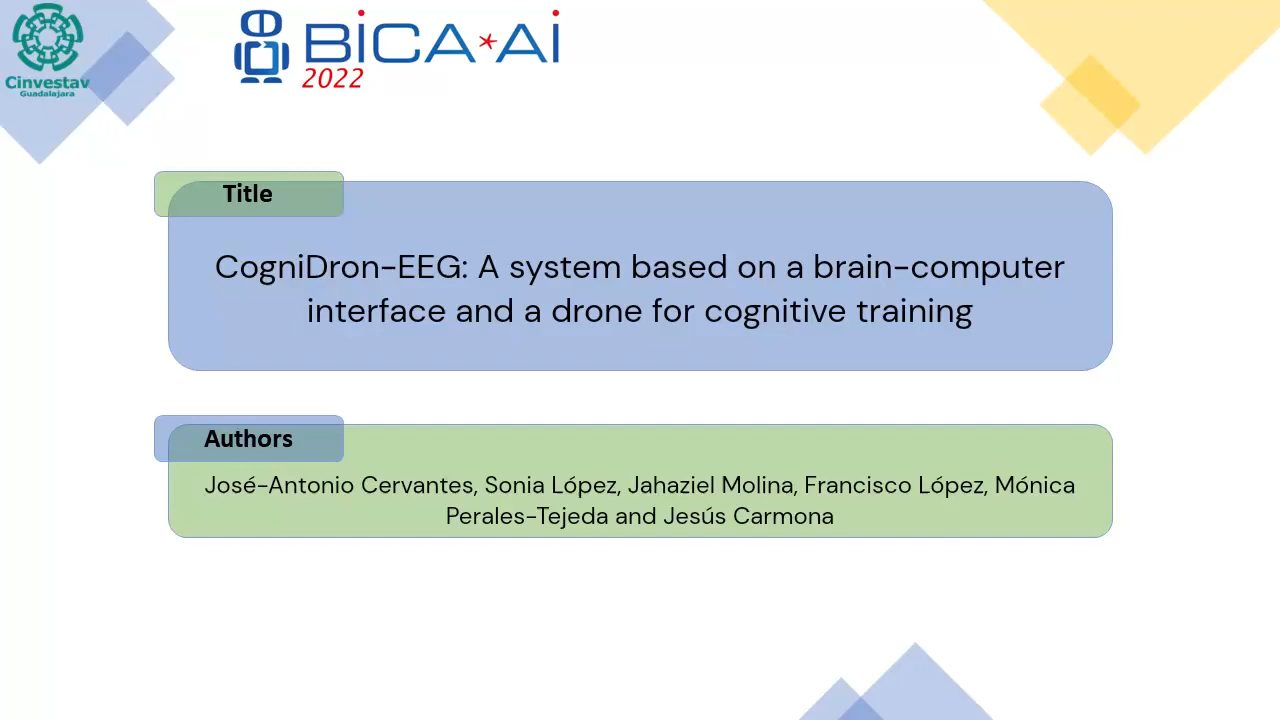 Cinvestav
Guadalajara
BiCA*Ai
2022
Title
CogniDron-EEG: A system based on a brain-computer
interface and a drone for cognitive training
Authors
José-Antonio Cervantes, Sonia López, Jahaziel Molina, Francisco López, Mónica
Perales-Tejeda and Jesús Carmona